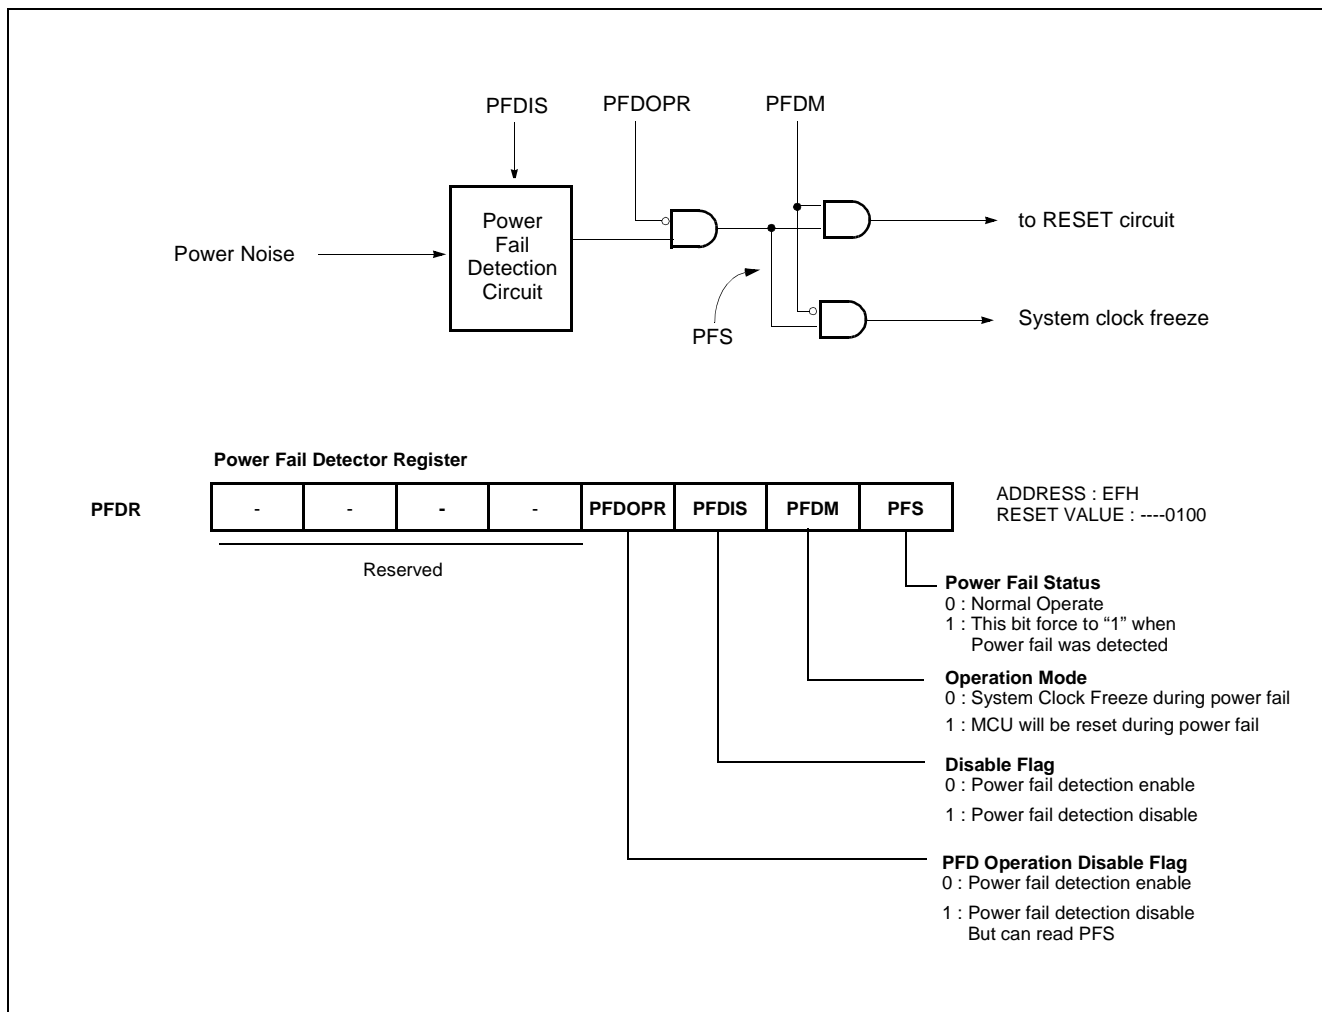 PFDIS
PFDOPR
PFDM
Power
Fail
Detection
Circuit
Power Noise
to RESET circuit
System clock freeze
PFS
Power Fail Detector Register
PFDR
- - - - PFDOPR PFDIS PFDM PFS
ADDRESS : EFH
RESET VALUE : ----0100
Reserved
Power Fail Status
0 : Normal Operate
1 : This bit force to “1” when
Power fail was detected
Operation Mode
0 : System Clock Freeze during power fail
1 : MCU will be reset during power fail
Disable Flag
0 : Power fail detection enable
1 : Power fail detection disable
PFD Operation Disable Flag
0 : Power fail detection enable
1 : Power fail detection disable
But can read PFS